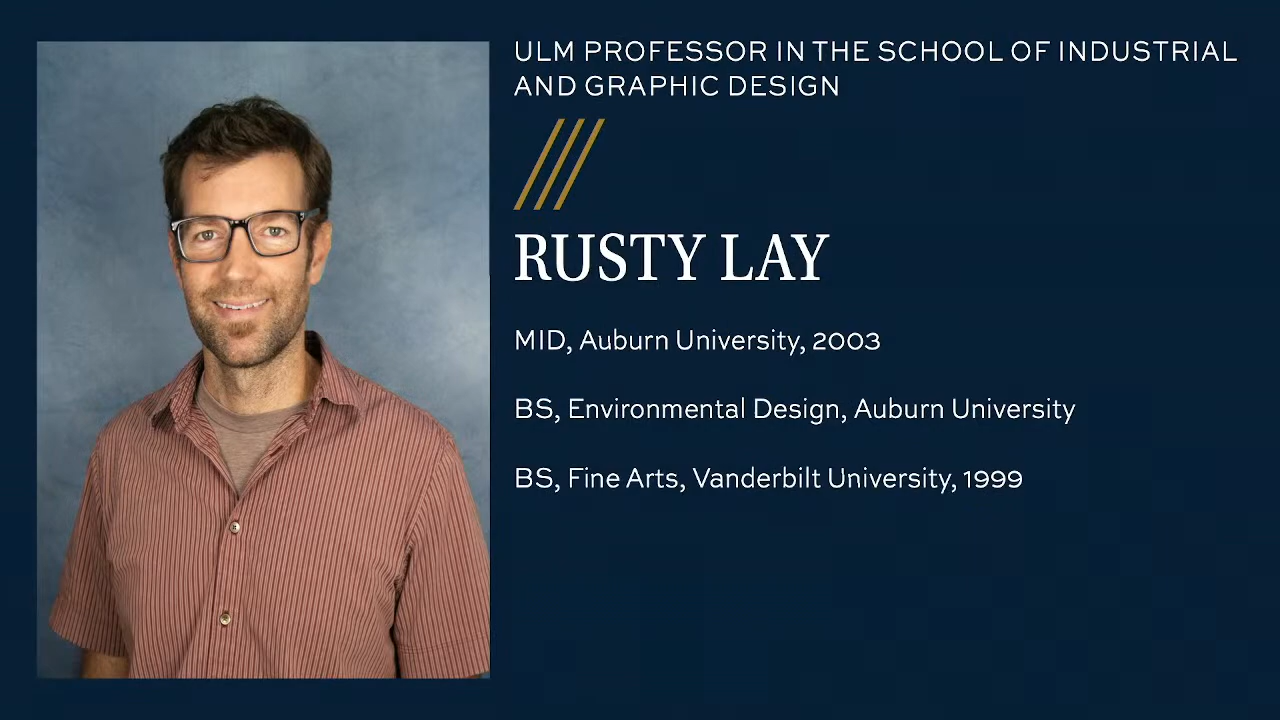 ULM PROFESSOR IN THE SCHOOL OF INDUSTRIAL
AND GRAPHIC DESIGN
RUSTY LAY
MID, Auburn University, 2003
BS, Environmental Design, Auburn University
BS, Fine Arts, Vanderbilt University, 1999